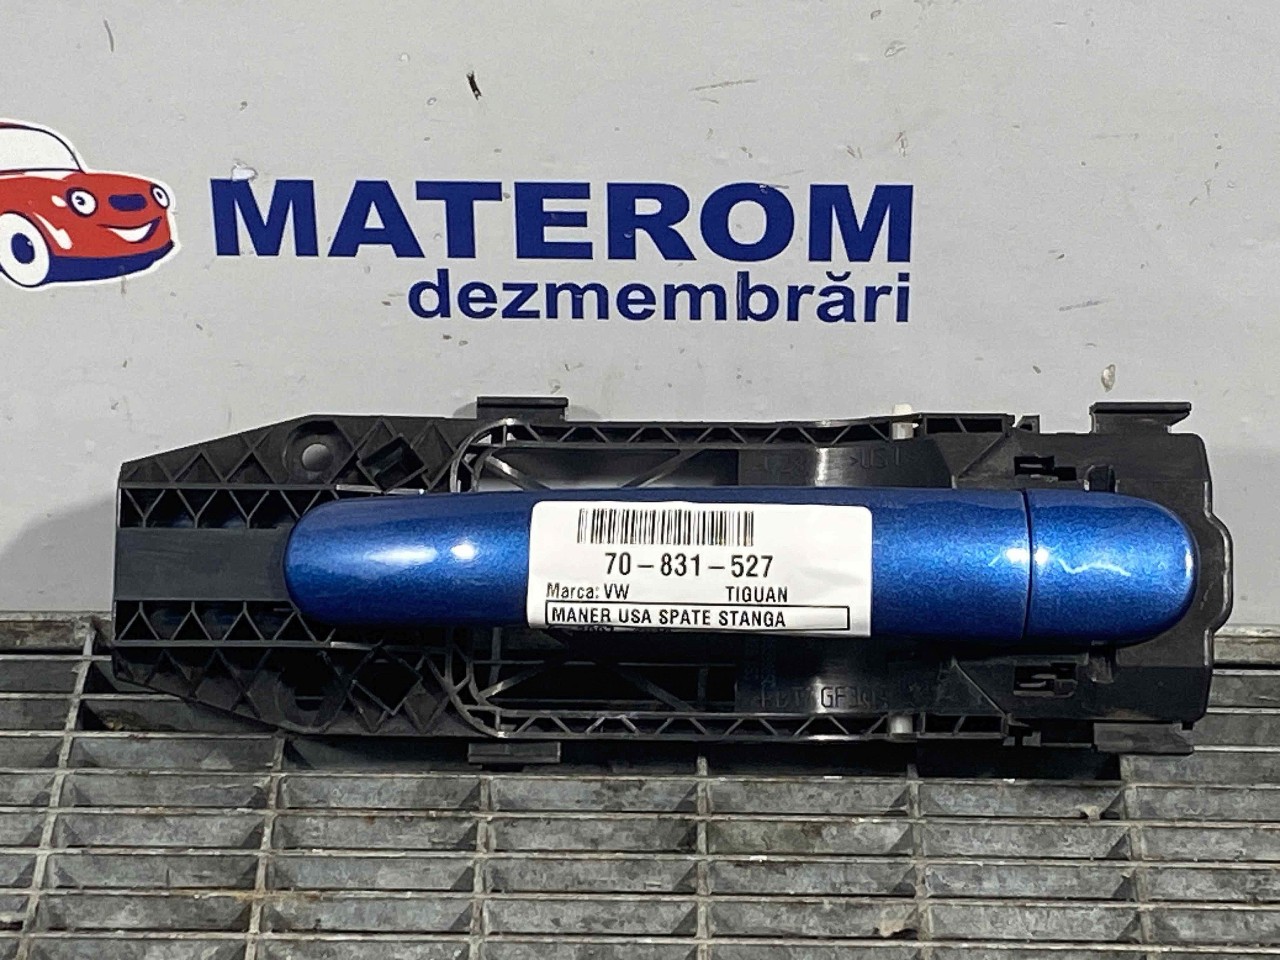 MATEROM
dezmembrări
70-831-527
Marca: VW TIGUAN
MANER USA SPATE STANGA